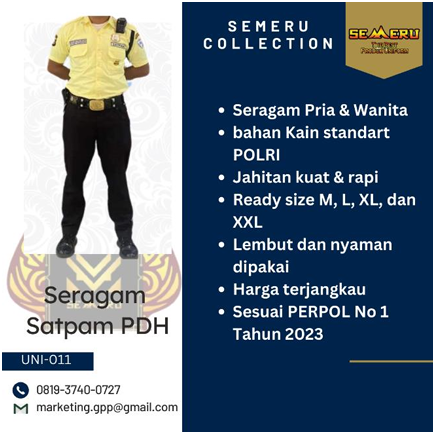 SEMERU
COLLECTION
SEMERU
Seragam Pria & Wanita
bahan Kain standart
POLRI
Jahitan kuat & rapi
Ready size M, L, XL, dan
XXL
Lembut dan nyaman
dipakai
Harga terjangkau
Sesuai PERPOL No 1
Tahun 2023
SEMERU
Seragam
Satpam PDH
UNI-011
0819-3740-0727
marketing.gpp@gmail.com